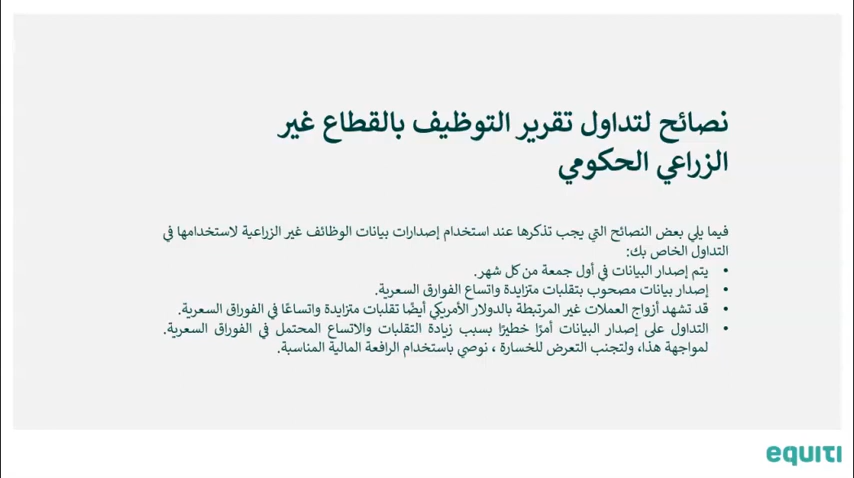 نصائح لتداول تقرير التوظيف بالقطاع غير
الزراعي الحكومي
فيما يلي بعض النصائح التي يجب تذكرها عند استخدام إصدارات بيانات الوظائف غير الزراعية لاستخدامها في
التداول الخاص بك:
• يتم إصدار البيانات في أول جمعة من كل شهر.
• إصدار بيانات مصحوب بتقلبات متزايدة واتساع الفوارق السعرية.
• قد تشهد أزواج العملات غير المرتبطة بالدولار الأمريكي أيضًا تقلبات متزايدة واتساعًا في الفوراق السعرية.
• التداول على إصدار البيانات أمرًا خطيرًا بسبب زيادة التقلبات والاتساع المحتمل في الفوراق السعرية.
لمواجهة هذا، ولتجنب التعرض للخسارة ، نوصي باستخدام الرافعة المالية المناسبة.
equiti